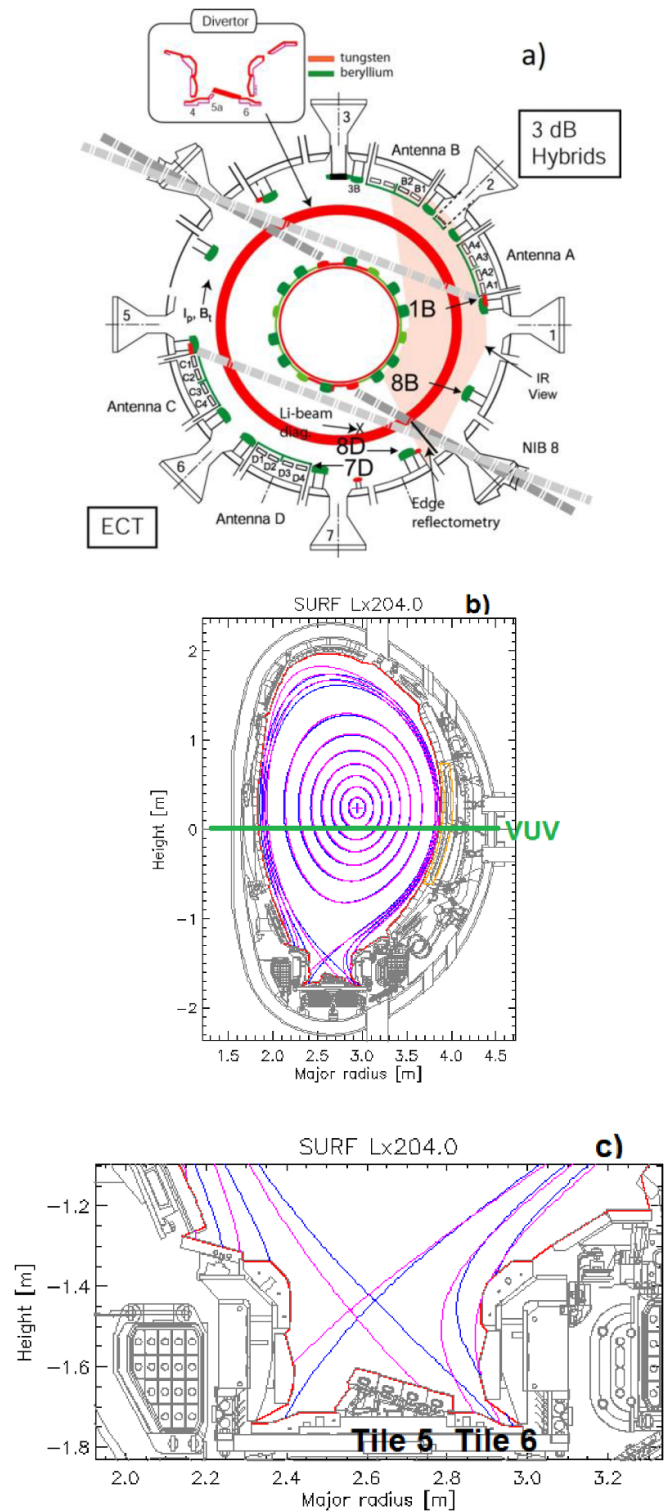 Divertor
4 5a 6
tungsten
beryllium
a)
3 dB
Hybrids
3
Antenna B
3B
B2
B1
2
Antenna A
A4
A3
A2
A1
1B
1
Ip, Bt
5
IR
View
8B
C1
C2
C3
C4
Antenna C
Li-beam
diag.
X
8D
7D
NIB 8
6
D1
D2
D3
D4
Antenna D
7
Edge
reflectometry
ECT
SURF Lx204.0
b)
Height [m]
2
1
0
-1
-2
VUV
1.5 2.0 2.5 3.0 3.5 4.0 4.5
Major radius [m]
SURF Lx204.0
c)
Height [m]
-1.2
-1.4
-1.6
-1.8
Tile 5 Tile 6
2.0 2.2 2.4 2.6 2.8 3.0 3.2
Major radius [m]